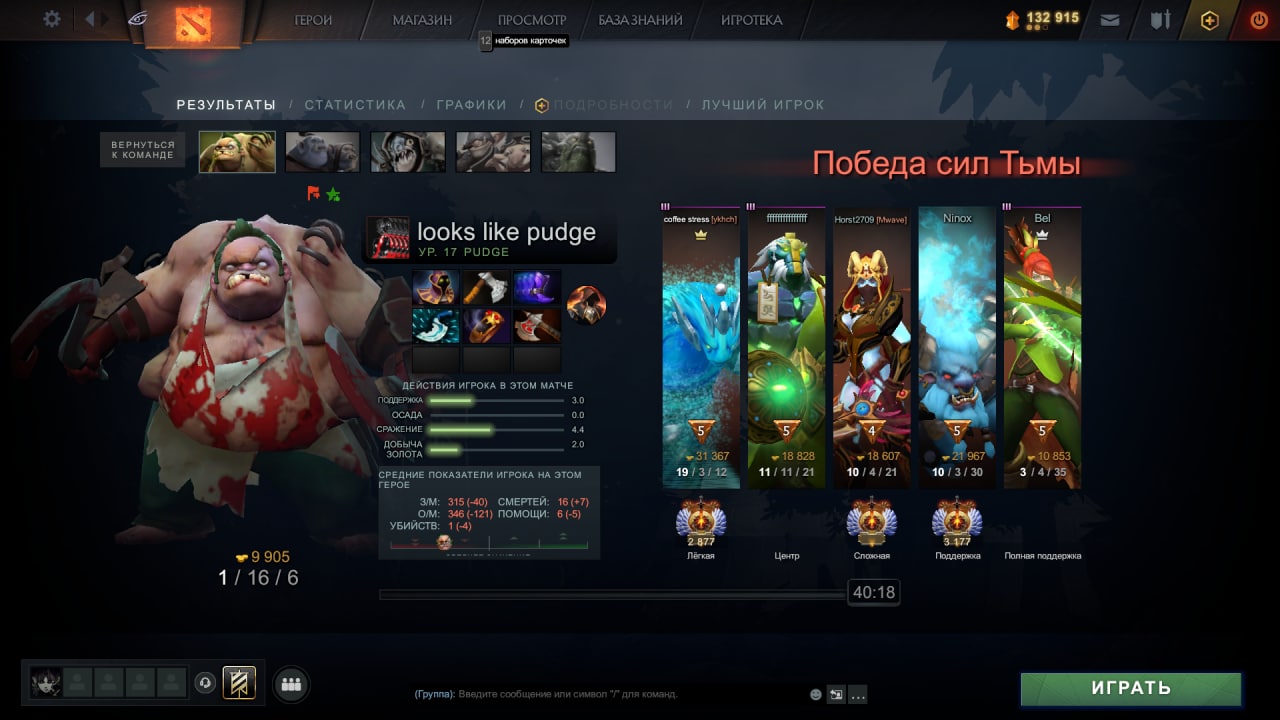 ГЕРОИ
МАГАЗИН
ПРОСМОТР
БАЗА ЗНАНИЙ
ИГРОТЕКА
132 915
12 наборов карточек
РЕЗУЛЬТАТЫ / СТАТИСТИКА / ГРАФИКИ / ПОДРОБНОСТИ / ЛУЧШИЙ ИГРОК
ВЕРНУТЬСЯ
К КОМАНДЕ
Победа сил Тьмы
looks like pudge
УР. 17 PUDGE
ДЕЙСТВИЯ ИГРОКА В ЭТОМ МАТЧЕ
ПОДДЕРЖКА 3.0
ОСАДА 0.0
СРАЖЕНИЕ 4.4
ДОБЫЧА
ЗОЛОТА 2.0
СРЕДНИЕ ПОКАЗАТЕЛИ ИГРОКА НА ЭТОМ
ГЕРОЕ
З/М: 315 (-40) СМЕРТЕЙ: 16 (+7)
О/М: 346 (-121) ПОМОЩИ: 6 (-5)
УБИЙСТВ: 1 (-4)
9 905
1 / 16 / 6
coffee stress [ykhch]
5
31 367
19 / 3 / 12
2 877
Лёгкая
ffffffffffffff
5
18 828
11 / 11 / 21
Центр
Horst2709 [Mwave]
4
18 607
10 / 4 / 21
Сложная
Ninox
5
21 967
10 / 3 / 30
3 177
Поддержка
Bel
5
10 853
3 / 4 / 35
Полная поддержка
40:18
(Группа): Введите сообщение или символ "/" для команд.
ИГРАТЬ